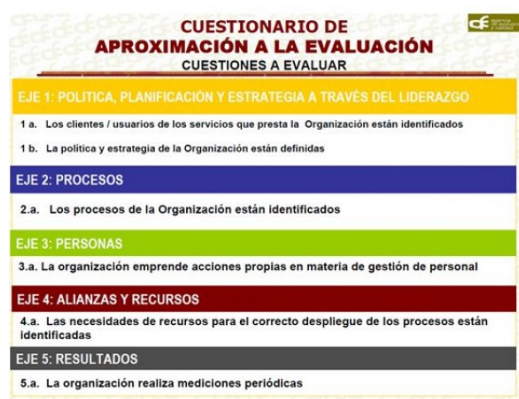 CUESTIONARIO DE
APROXIMACIÓN A LA EVALUACIÓN
CUESTIONES A EVALUAR
EJE 1: POLITICA, PLANIFICACIÓN Y ESTRATEGIA A TRAVÉS DEL LIDERAZGO
1 a. Los clientes / usuarios de los servicios que presta la Organización están identificados
1 b. La política y estrategia de la Organización están definidas
EJE 2: PROCESOS
2.a. Los procesos de la Organización están identificados
EJE 3: PERSONAS
3.a. La organización emprende acciones propias en materia de gestión de personal
EJE 4: ALIANZAS Y RECURSOS
4.a. Las necesidades de recursos para el correcto despliegue de los procesos están
identificadas
EJE 5: RESULTADOS
5.a. La organización realiza mediciones periódicas